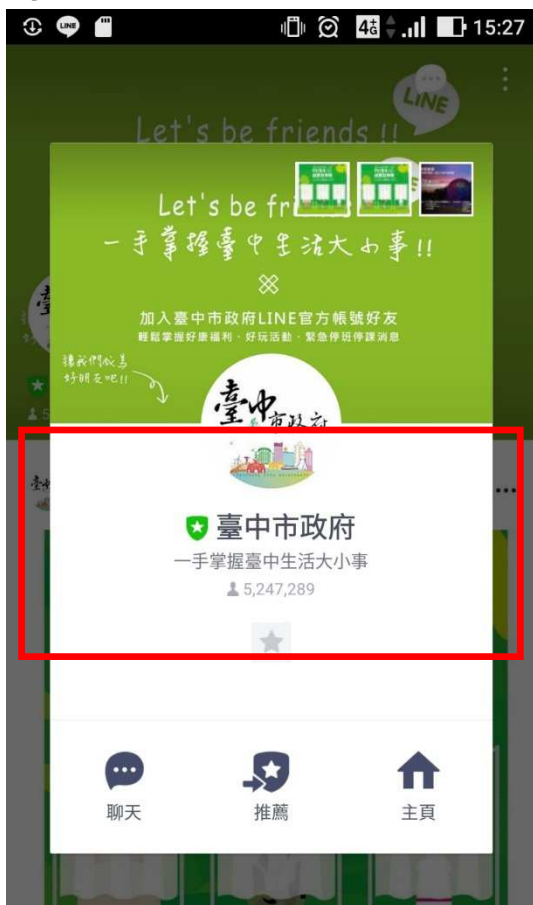 15:27
LINE
Let's be friends !!
Let's be fr
一手掌握臺中生活大小事!!
加入臺中市政府LINE官方帳號好友
輕鬆掌握好康福利、好玩活動、緊急停班停課消息
讓我們成為
好朋友吧!!
臺中市政府
臺中市政府
一手掌握臺中生活大小事
5,247,289
聊天
推薦
主頁